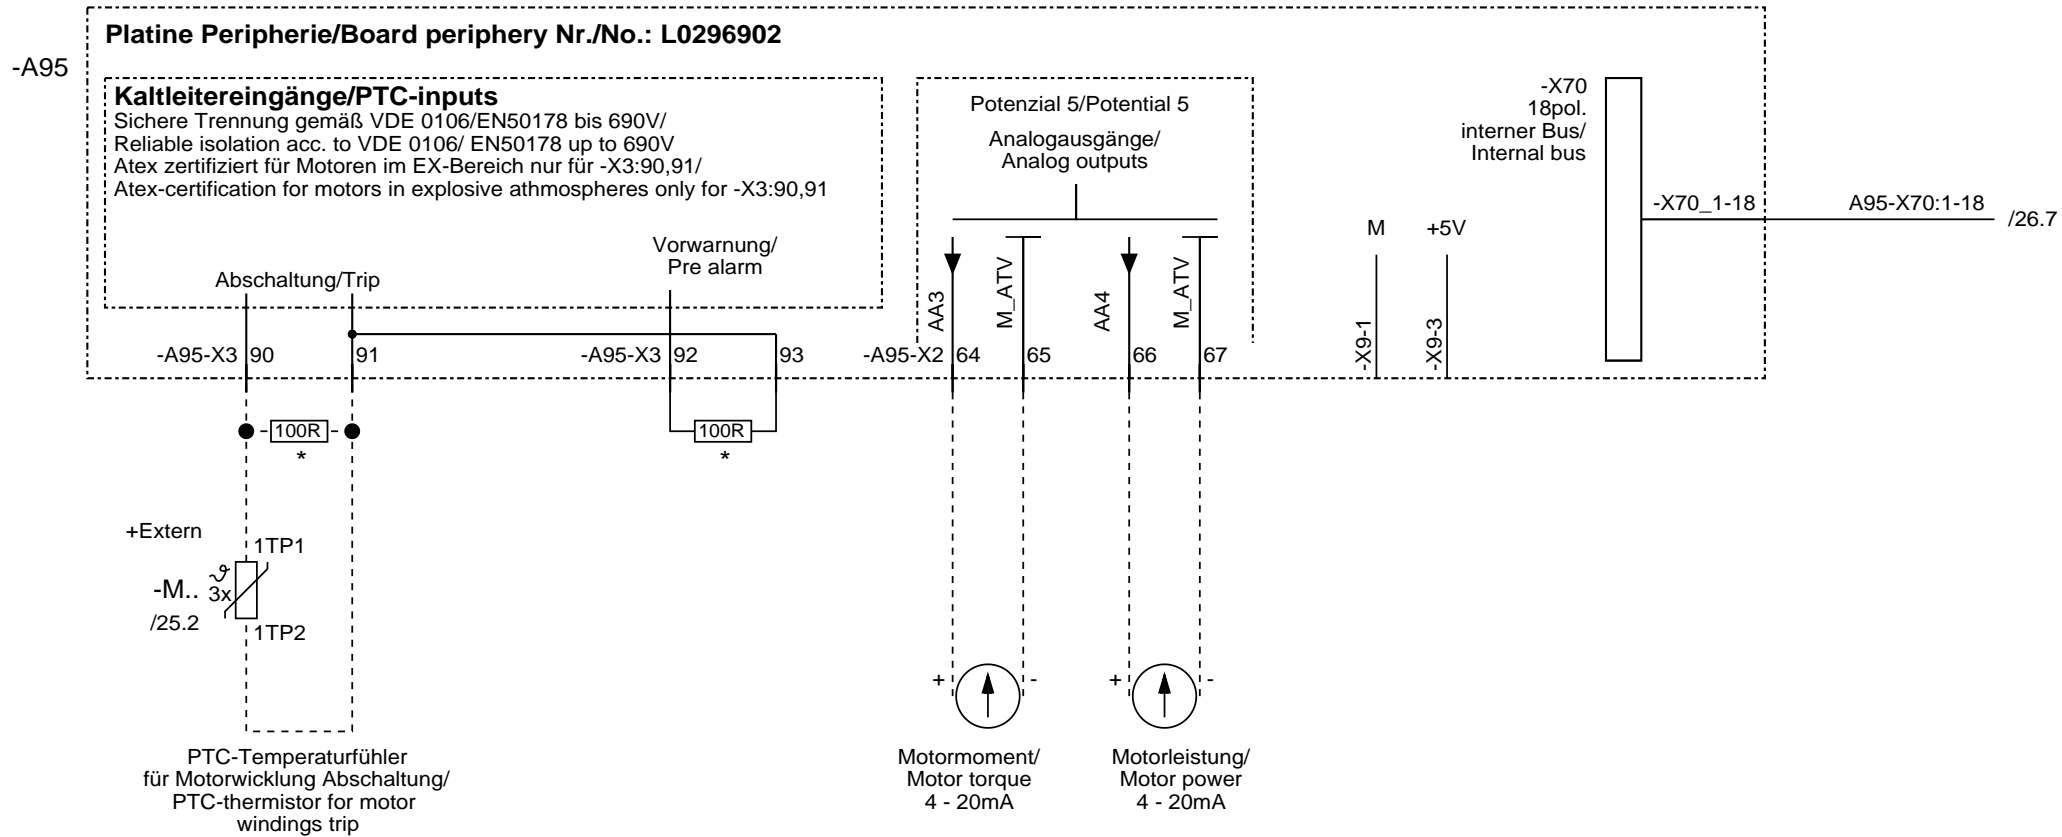 -A95
Platine Peripherie/Board periphery Nr./No.: L0296902
Kaltleitereingänge/PTC-inputs
Sichere Trennung gemäß VDE 0106/EN50178 bis 690V/
Reliable isolation acc. to VDE 0106/ EN50178 up to 690V
Atex zertifiziert für Motoren im EX-Bereich nur für -X3:90,91/
Atex-certification for motors in explosive athmospheres only for -X3:90,91
Abschaltung/Trip
Vorwarnung/
Pre alarm
Potenzial 5/Potential 5
Analogausgänge/
Analog outputs
AA3
M_ATV
AA4
M_ATV
-X70
18pol.
interner Bus/
Internal bus
-X70_1-18
A95-X70:1-18
/26.7
M
+5V
-X9-1
-X9-3
-A95-X3 90
91
-A95-X3 92
93
-A95-X2 64
65
66
67
100R
*
100R
*
+Extern
1TP1
-M..
3x
ϑ
/25.2
1TP2
PTC-Temperaturfühler
für Motorwicklung Abschaltung/
PTC-thermistor for motor
windings trip
+
-
Motormoment/
Motor torque
4 - 20mA
+
-
Motorleistung/
Motor power
4 - 20mA